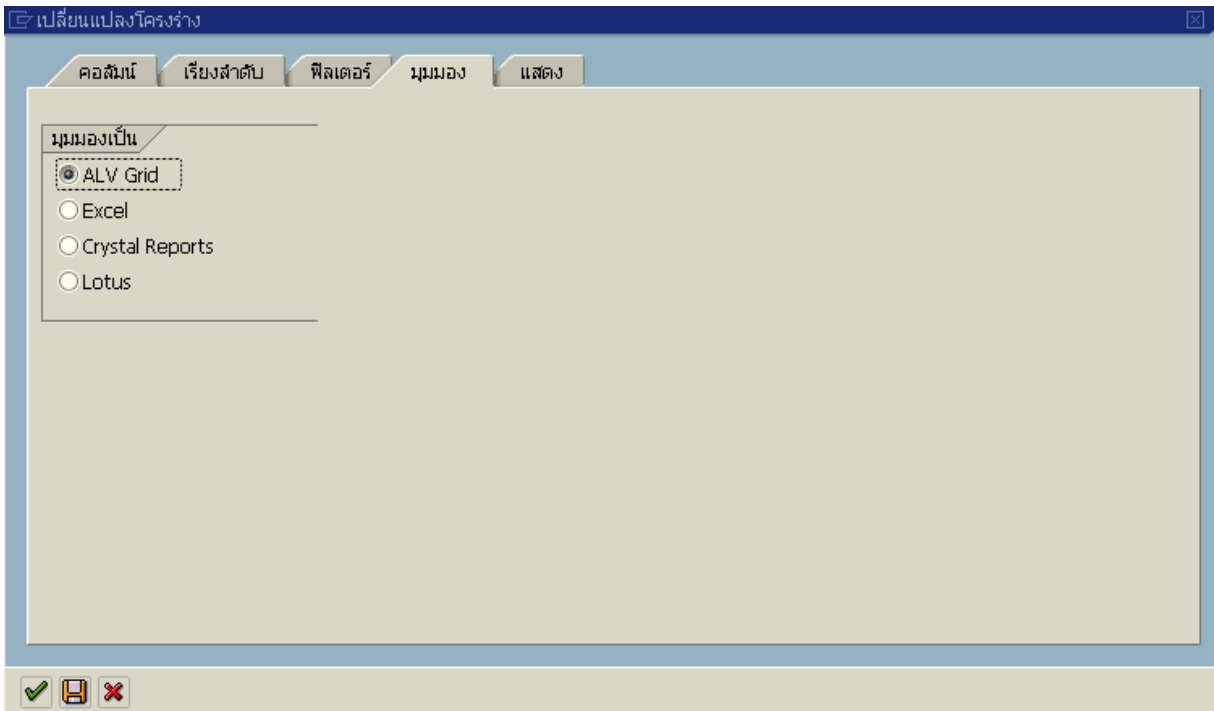 เปลี่ยนแปลงโครงร่าง
คอลัมน์ เรียงลำดับ ฟิลเตอร์ มุมมอง แสดง
มุมมองเป็น
ALV Grid
Excel
Crystal Reports
Lotus